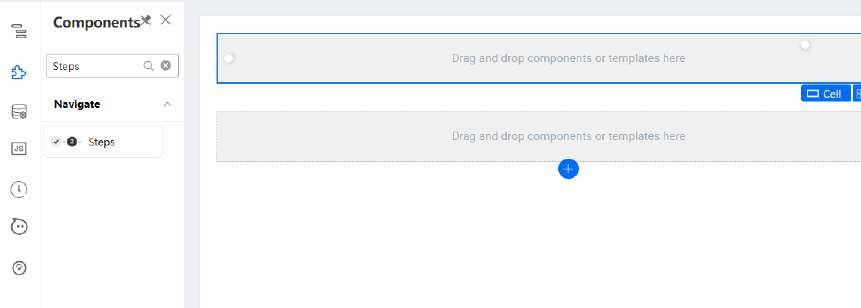 Components
Steps
Navigate
2 Steps
Drag and drop components or templates here
Cell
Drag and drop components or templates here
JS